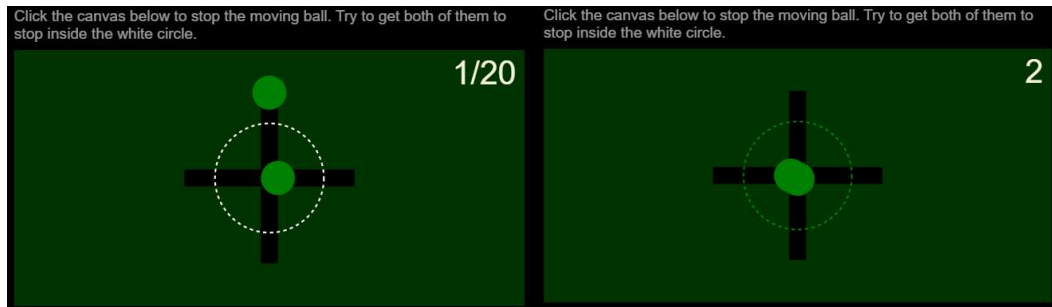 Click the canvas below to stop the moving ball. Try to get both of them to
stop inside the white circle.
1/20
Click the canvas below to stop the moving ball. Try to get both of them to
stop inside the white circle.
2